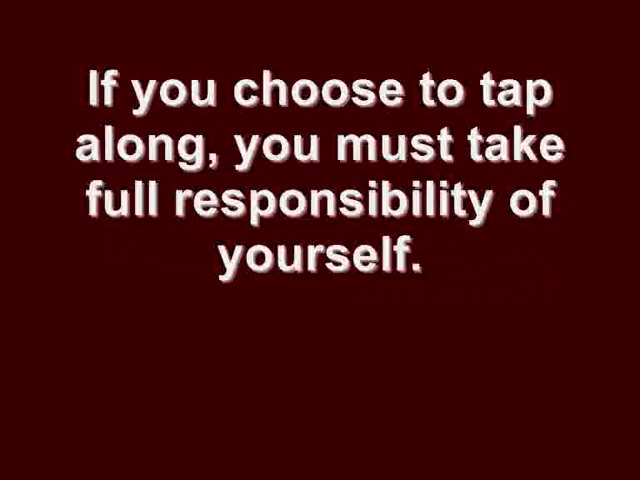 If you choose to tap
along, you must take
full responsibility of
yourself.